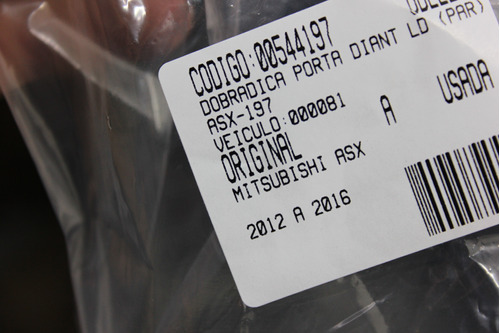 CODIGO:00544197
DOBRADICA PORTA DIANT LD (PAR)
ASX-197
VEICULO:000081 A USADA
ORIGINAL
MITSUBISHI ASX
2012 A 2016